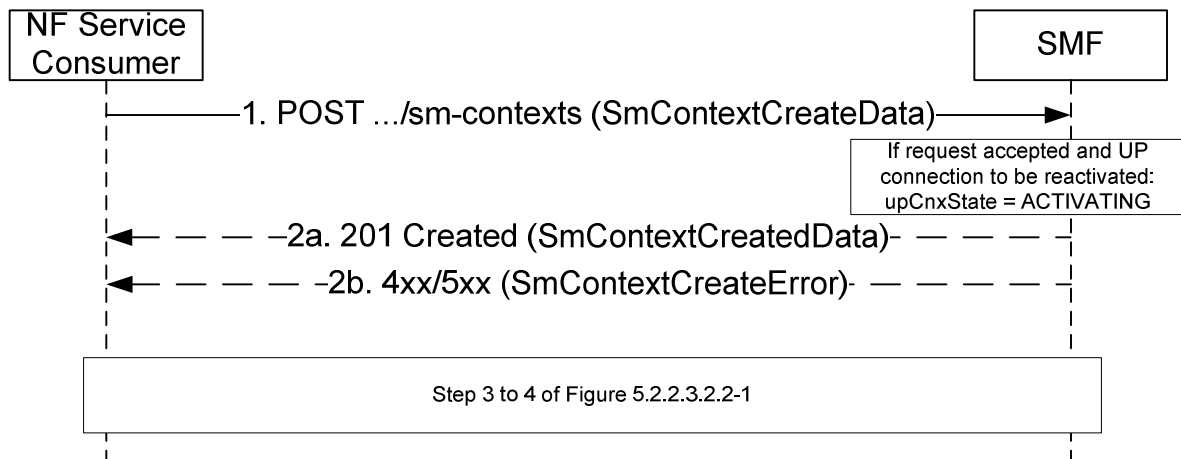 NF Service
Consumer
SMF
1. POST .../sm-contexts (SmContextCreateData)
If request accepted and UP
connection to be reactivated:
upCnxState = ACTIVATING
2a. 201 Created (SmContextCreatedData)
2b. 4xx/5xx (SmContextCreateError)
Step 3 to 4 of Figure 5.2.2.3.2.2-1